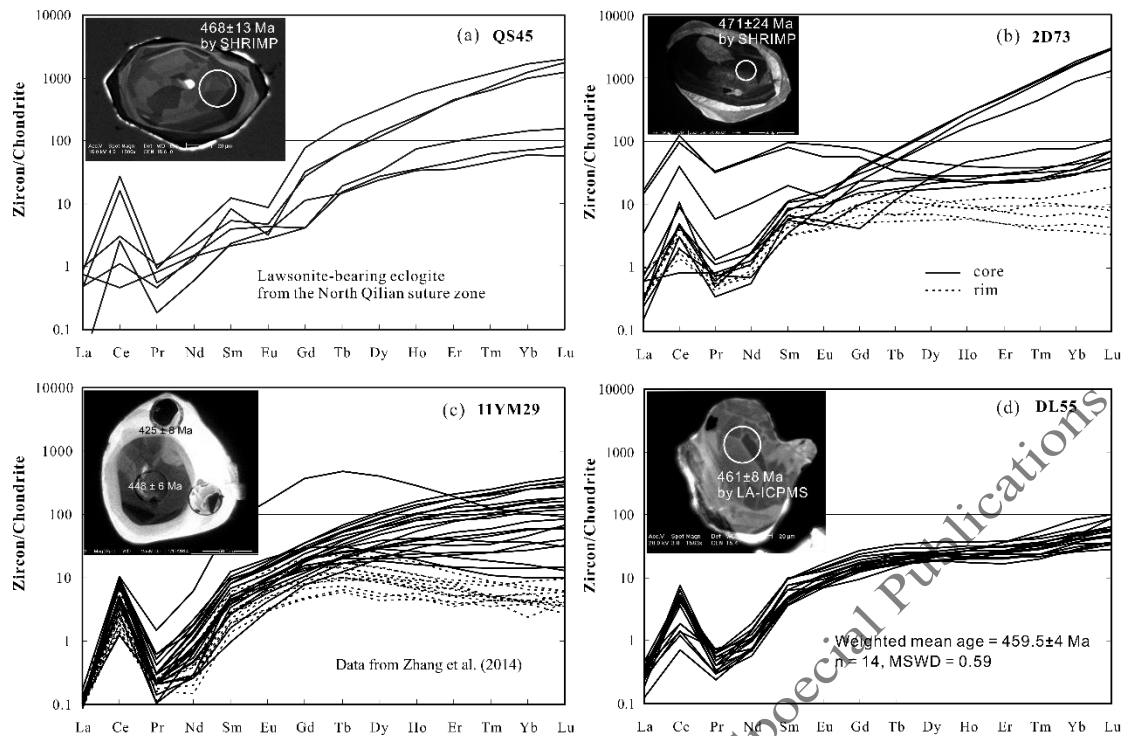 10000
1000
100
10
1
0.1
Zircon/Chondrite
468±13 Ma
by SHRIMP
(a) QS45
Lawsonite-bearing eclogite
from the North Qilian suture zone
La Ce Pr Nd Sm Eu Gd Tb Dy Ho Er Tm Yb Lu
10000
1000
100
10
1
0.1
Zircon/Chondrite
471±24 Ma
by SHRIMP
(b) 2D73
core
rim
La Ce Pr Nd Sm Eu Gd Tb Dy Ho Er Tm Yb Lu
10000
1000
100
10
1
0.1
Zircon/Chondrite
425 ± 8 Ma
448 ± 6 Ma
(c) 11YM29
Data from Zhang et al. (2014)
La Ce Pr Nd Sm Eu Gd Tb Dy Ho Er Tm Yb Lu
10000
1000
100
10
1
0.1
Zircon/Chondrite
461±8 Ma
by LA-ICPMS
(d) DL55
Weighted mean age = 459.5±4 Ma
n = 14, MSWD = 0.59
La Ce Pr Nd Sm Eu Gd Tb Dy Ho Er Tm Yb Lu
Spoecial Publications